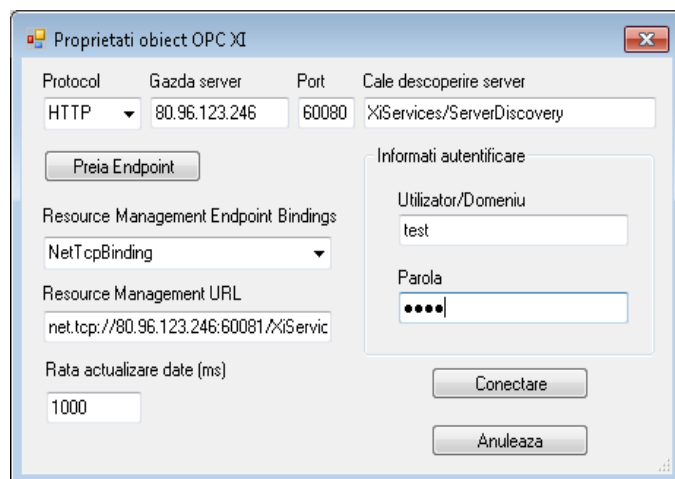 Proprietati obiect OPC XI
Protocol Gazda server Port Cale descoperire server
HTTP 80.96.123.246 60080 XiServices/ServerDiscovery
Preia Endpoint
Informati autentificare
Utilizator/Domeniu
test
Resource Management Endpoint Bindings
NetTcpBinding
Parola
••••
Resource Management URL
net.tcp://80.96.123.246:60081/XiServic
Rata actualizare date (ms)
1000
Conectare
Anuleaza